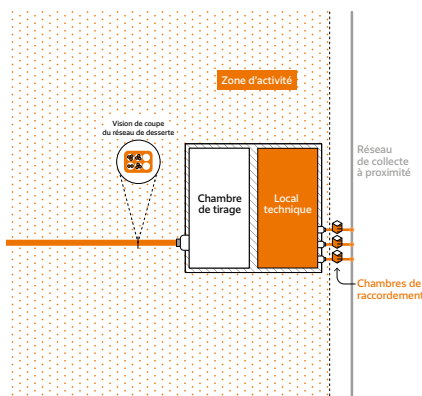 Zone d'activité
Vision de coupe
du réseau de desserte
Réseau
de collecte
à proximité
Chambre
de tirage
Local
technique
Chambres de
raccordement